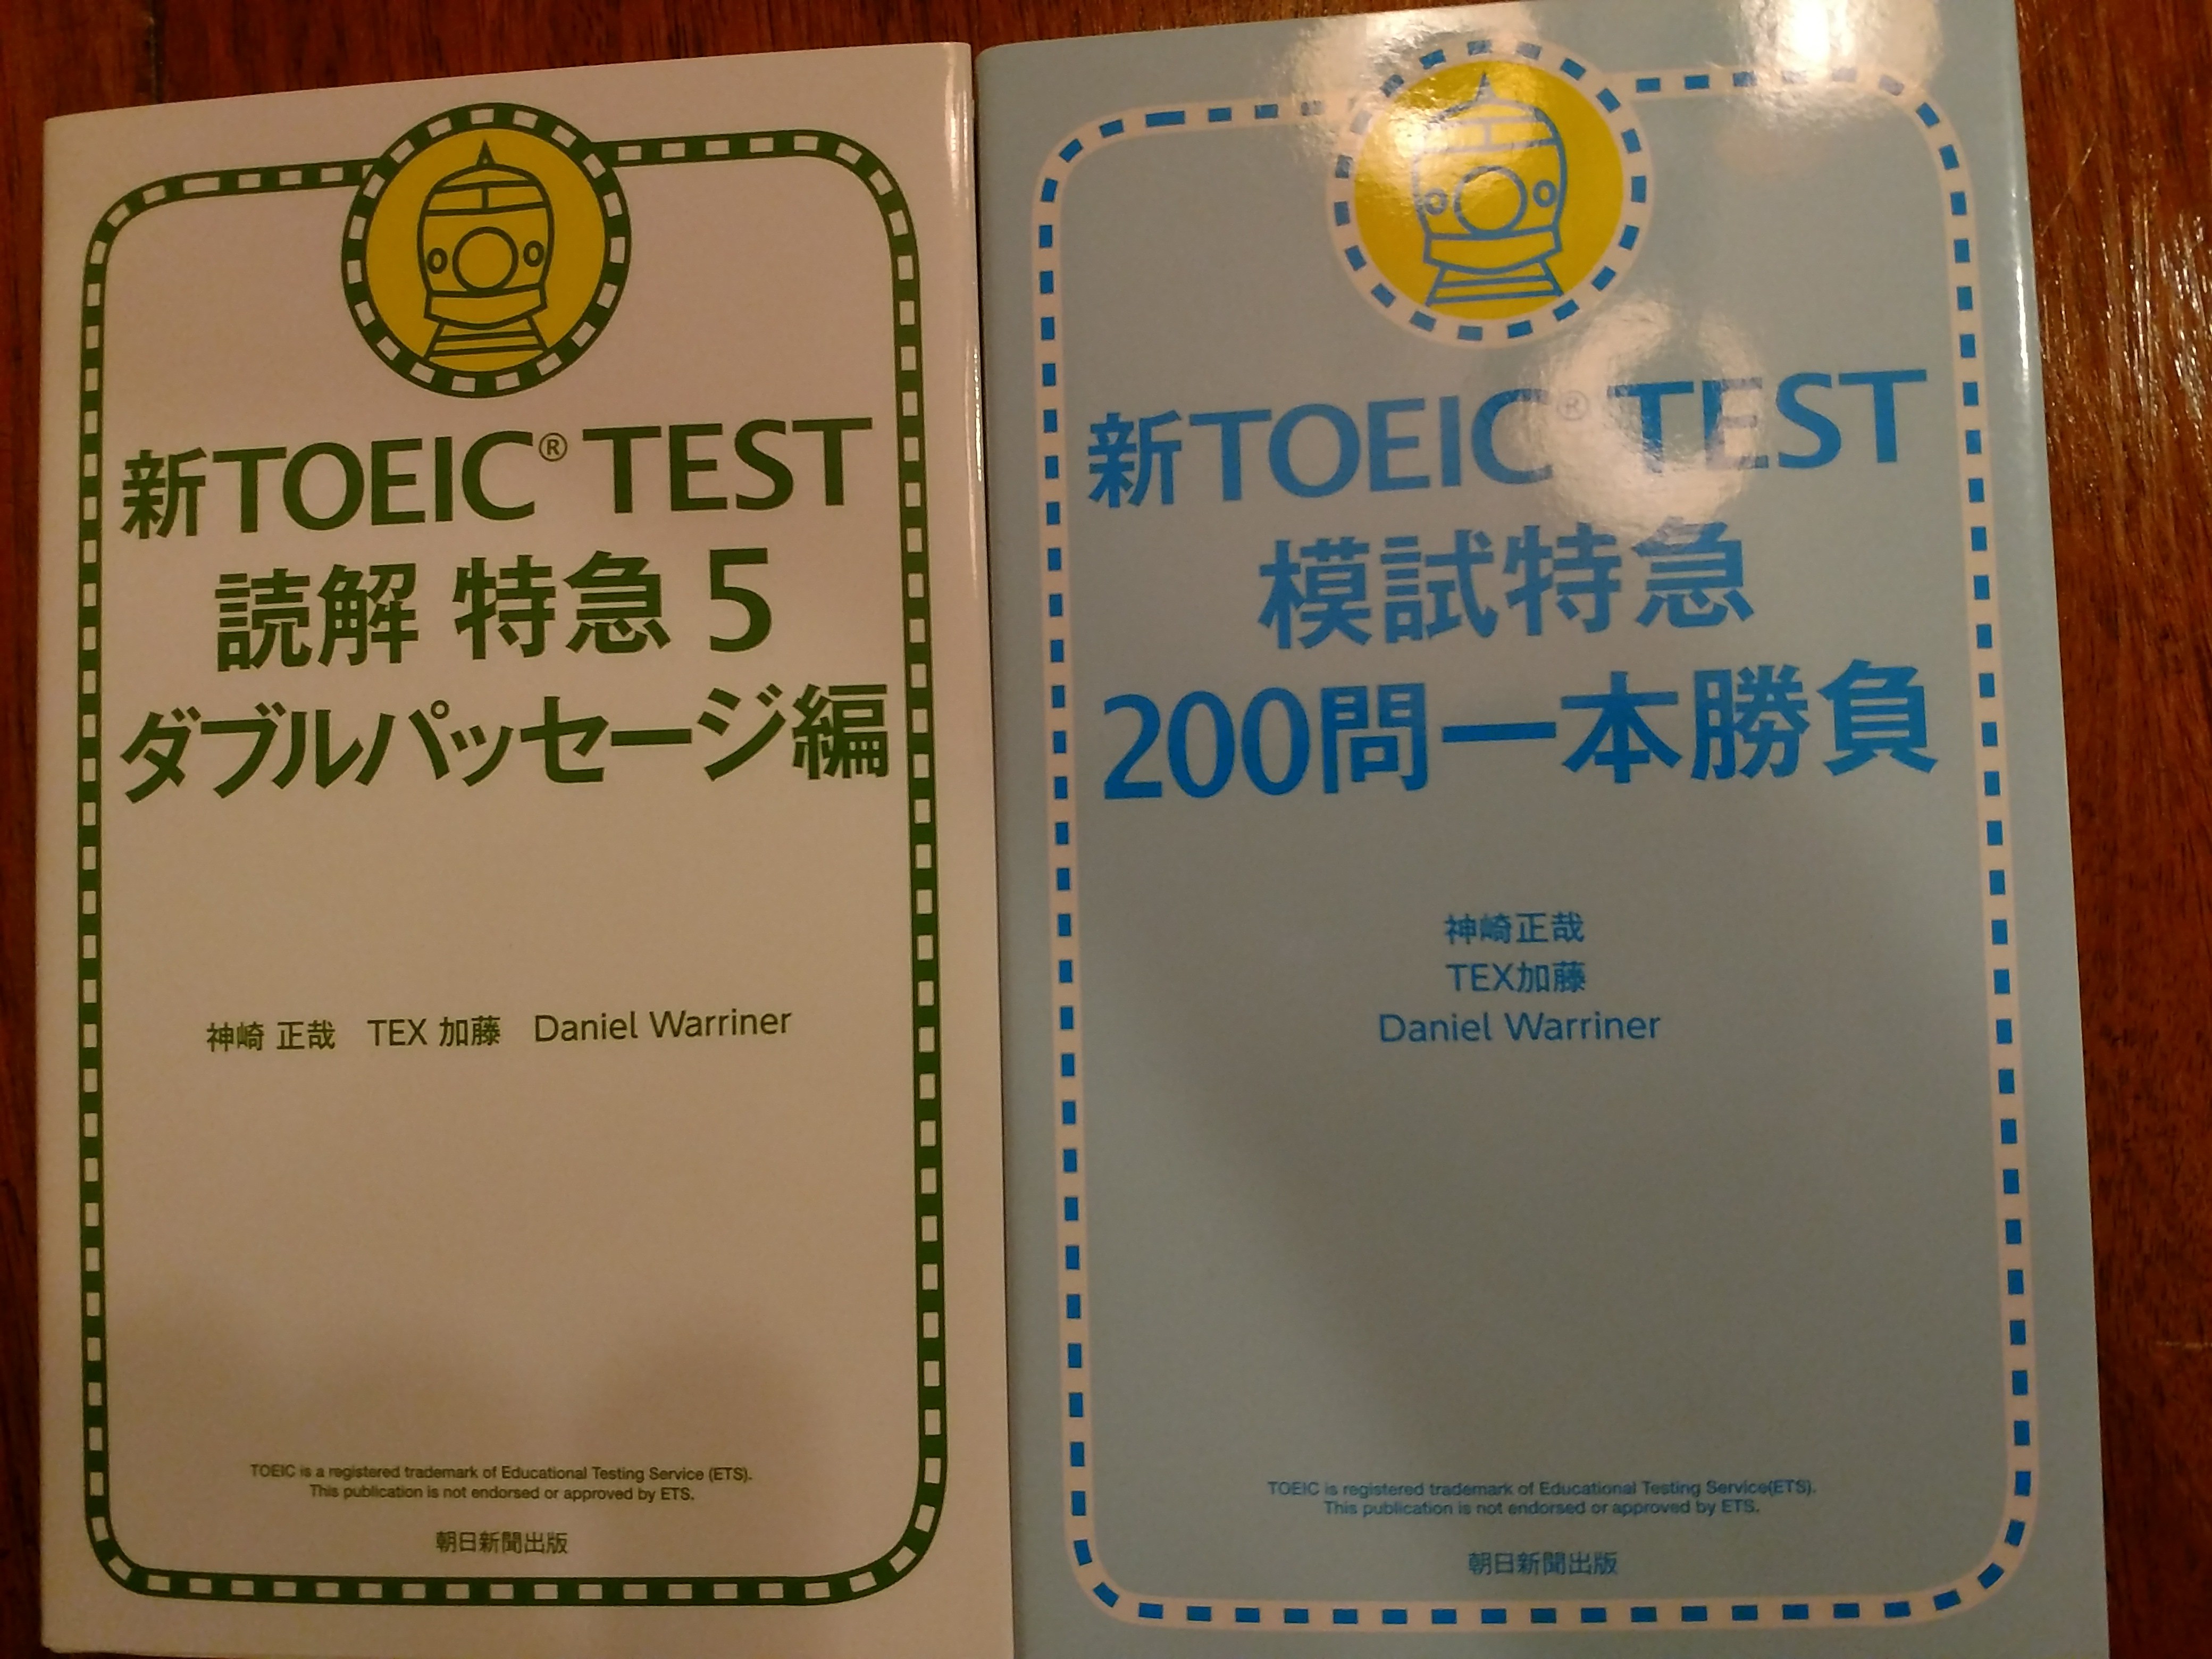 新TOEIC® TEST
読解 特急 5
ダブルパッセージ編
神崎 正哉 TEX 加藤 Daniel Warriner
TOEIC is a registered trademark of Educational Testing Service (ETS).
This publication is not endorsed or approved by ETS.
朝日新聞出版
新TOEIC® TEST
模試特急
200問一本勝負
神崎正哉
TEX加藤
Daniel Warriner
TOEIC is registered trademark of Educational Testing Service(ETS).
This publication is not endorsed or approved by ETS.
朝日新聞出版